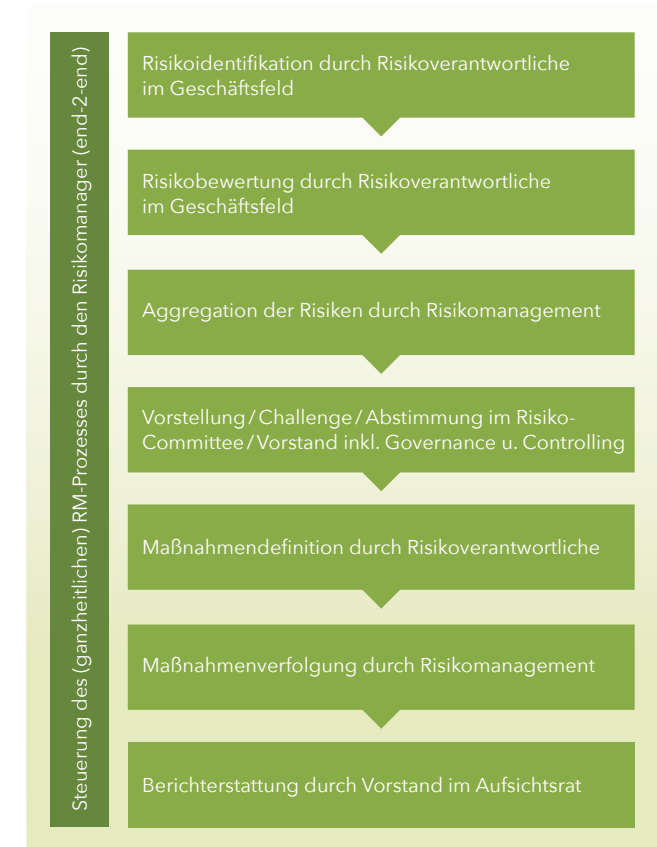 Steuerung des (ganzheitlichen) RM-Prozesses durch den Risikomanager (end-2-end)
Risikoidentifikation durch Risikoverantwortliche
im Geschäftsfeld
Risikobewertung durch Risikoverantwortliche
im Geschäftsfeld
Aggregation der Risiken durch Risikomanagement
Vorstellung / Challenge / Abstimmung im Risiko-
Committee / Vorstand inkl. Governance u. Controlling
Maßnahmendefinition durch Risikoverantwortliche
Maßnahmenverfolgung durch Risikomanagement
Berichterstattung durch Vorstand im Aufsichtsrat